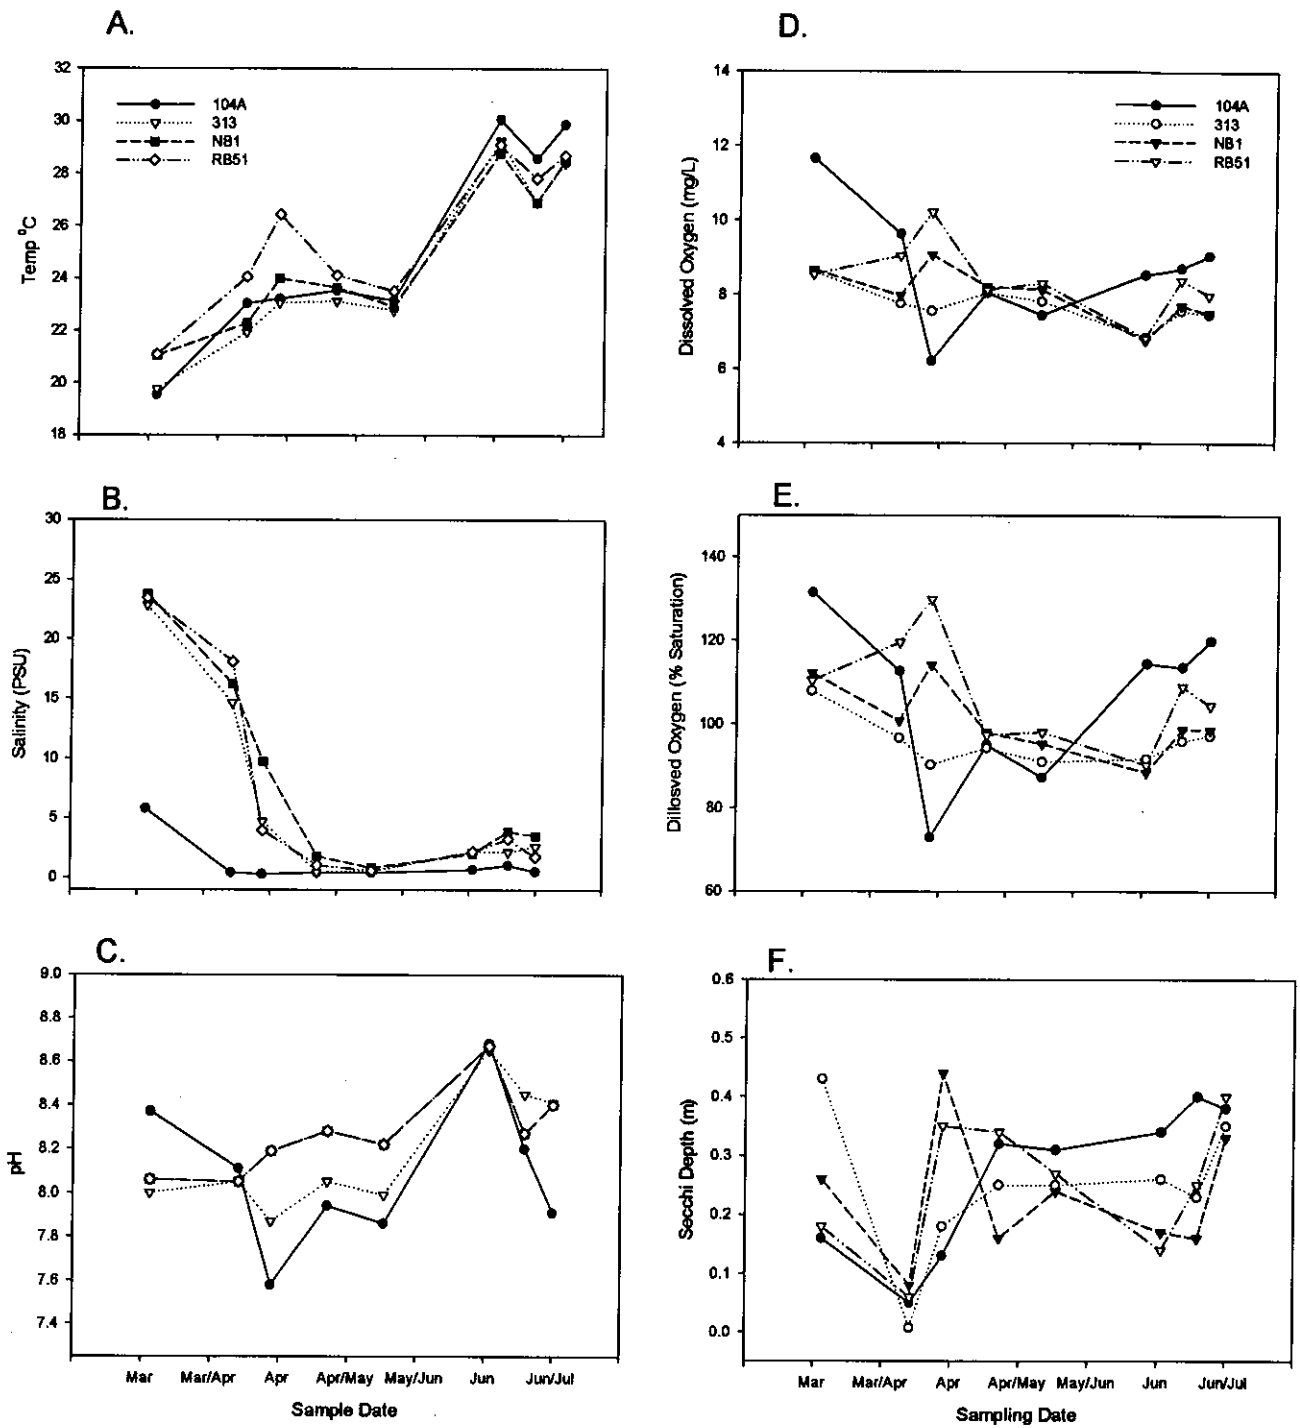 A.
32
30
28
26
24
22
20
18
Temp ⁰C
104A
313
NB1
RB51
B.
30
25
20
15
10
5
0
Salinity (PSU)
C.
9.0
8.8
8.6
8.4
8.2
8.0
7.8
7.6
7.4
pH
Mar Mar/Apr Apr Apr/May May/Jun Jun Jun/Jul
Sample Date
D.
14
12
10
8
6
4
Dissolved Oxygen (mg/L)
104A
313
NB1
RB51
E.
140
120
100
80
60
Dillosved Oxygen (% Saturation)
F.
0.6
0.5
0.4
0.3
0.2
0.1
0.0
Secchi Depth (m)
Mar Mar/Apr Apr Apr/May May/Jun Jun Jun/Jul
Sampling Date